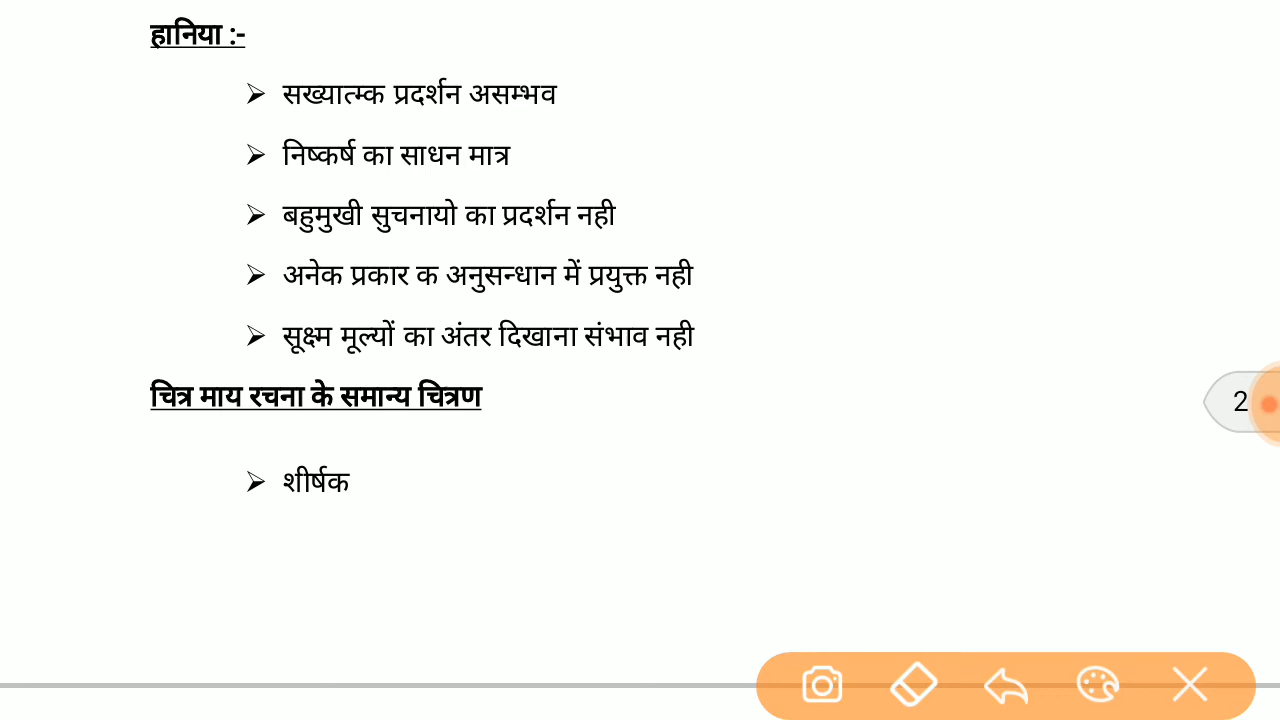 हानिया :-
➢ सख्यात्म्क प्रदर्शन असम्भव
➢ निष्कर्ष का साधन मात्र
➢ बहुमुखी सुचनायो का प्रदर्शन नही
➢ अनेक प्रकार क अनुसन्धान में प्रयुक्त नही
➢ सूक्ष्म मूल्यों का अंतर दिखाना संभाव नही
चित्र माय रचना के समान्य चित्रण
2
➢ शीर्षक